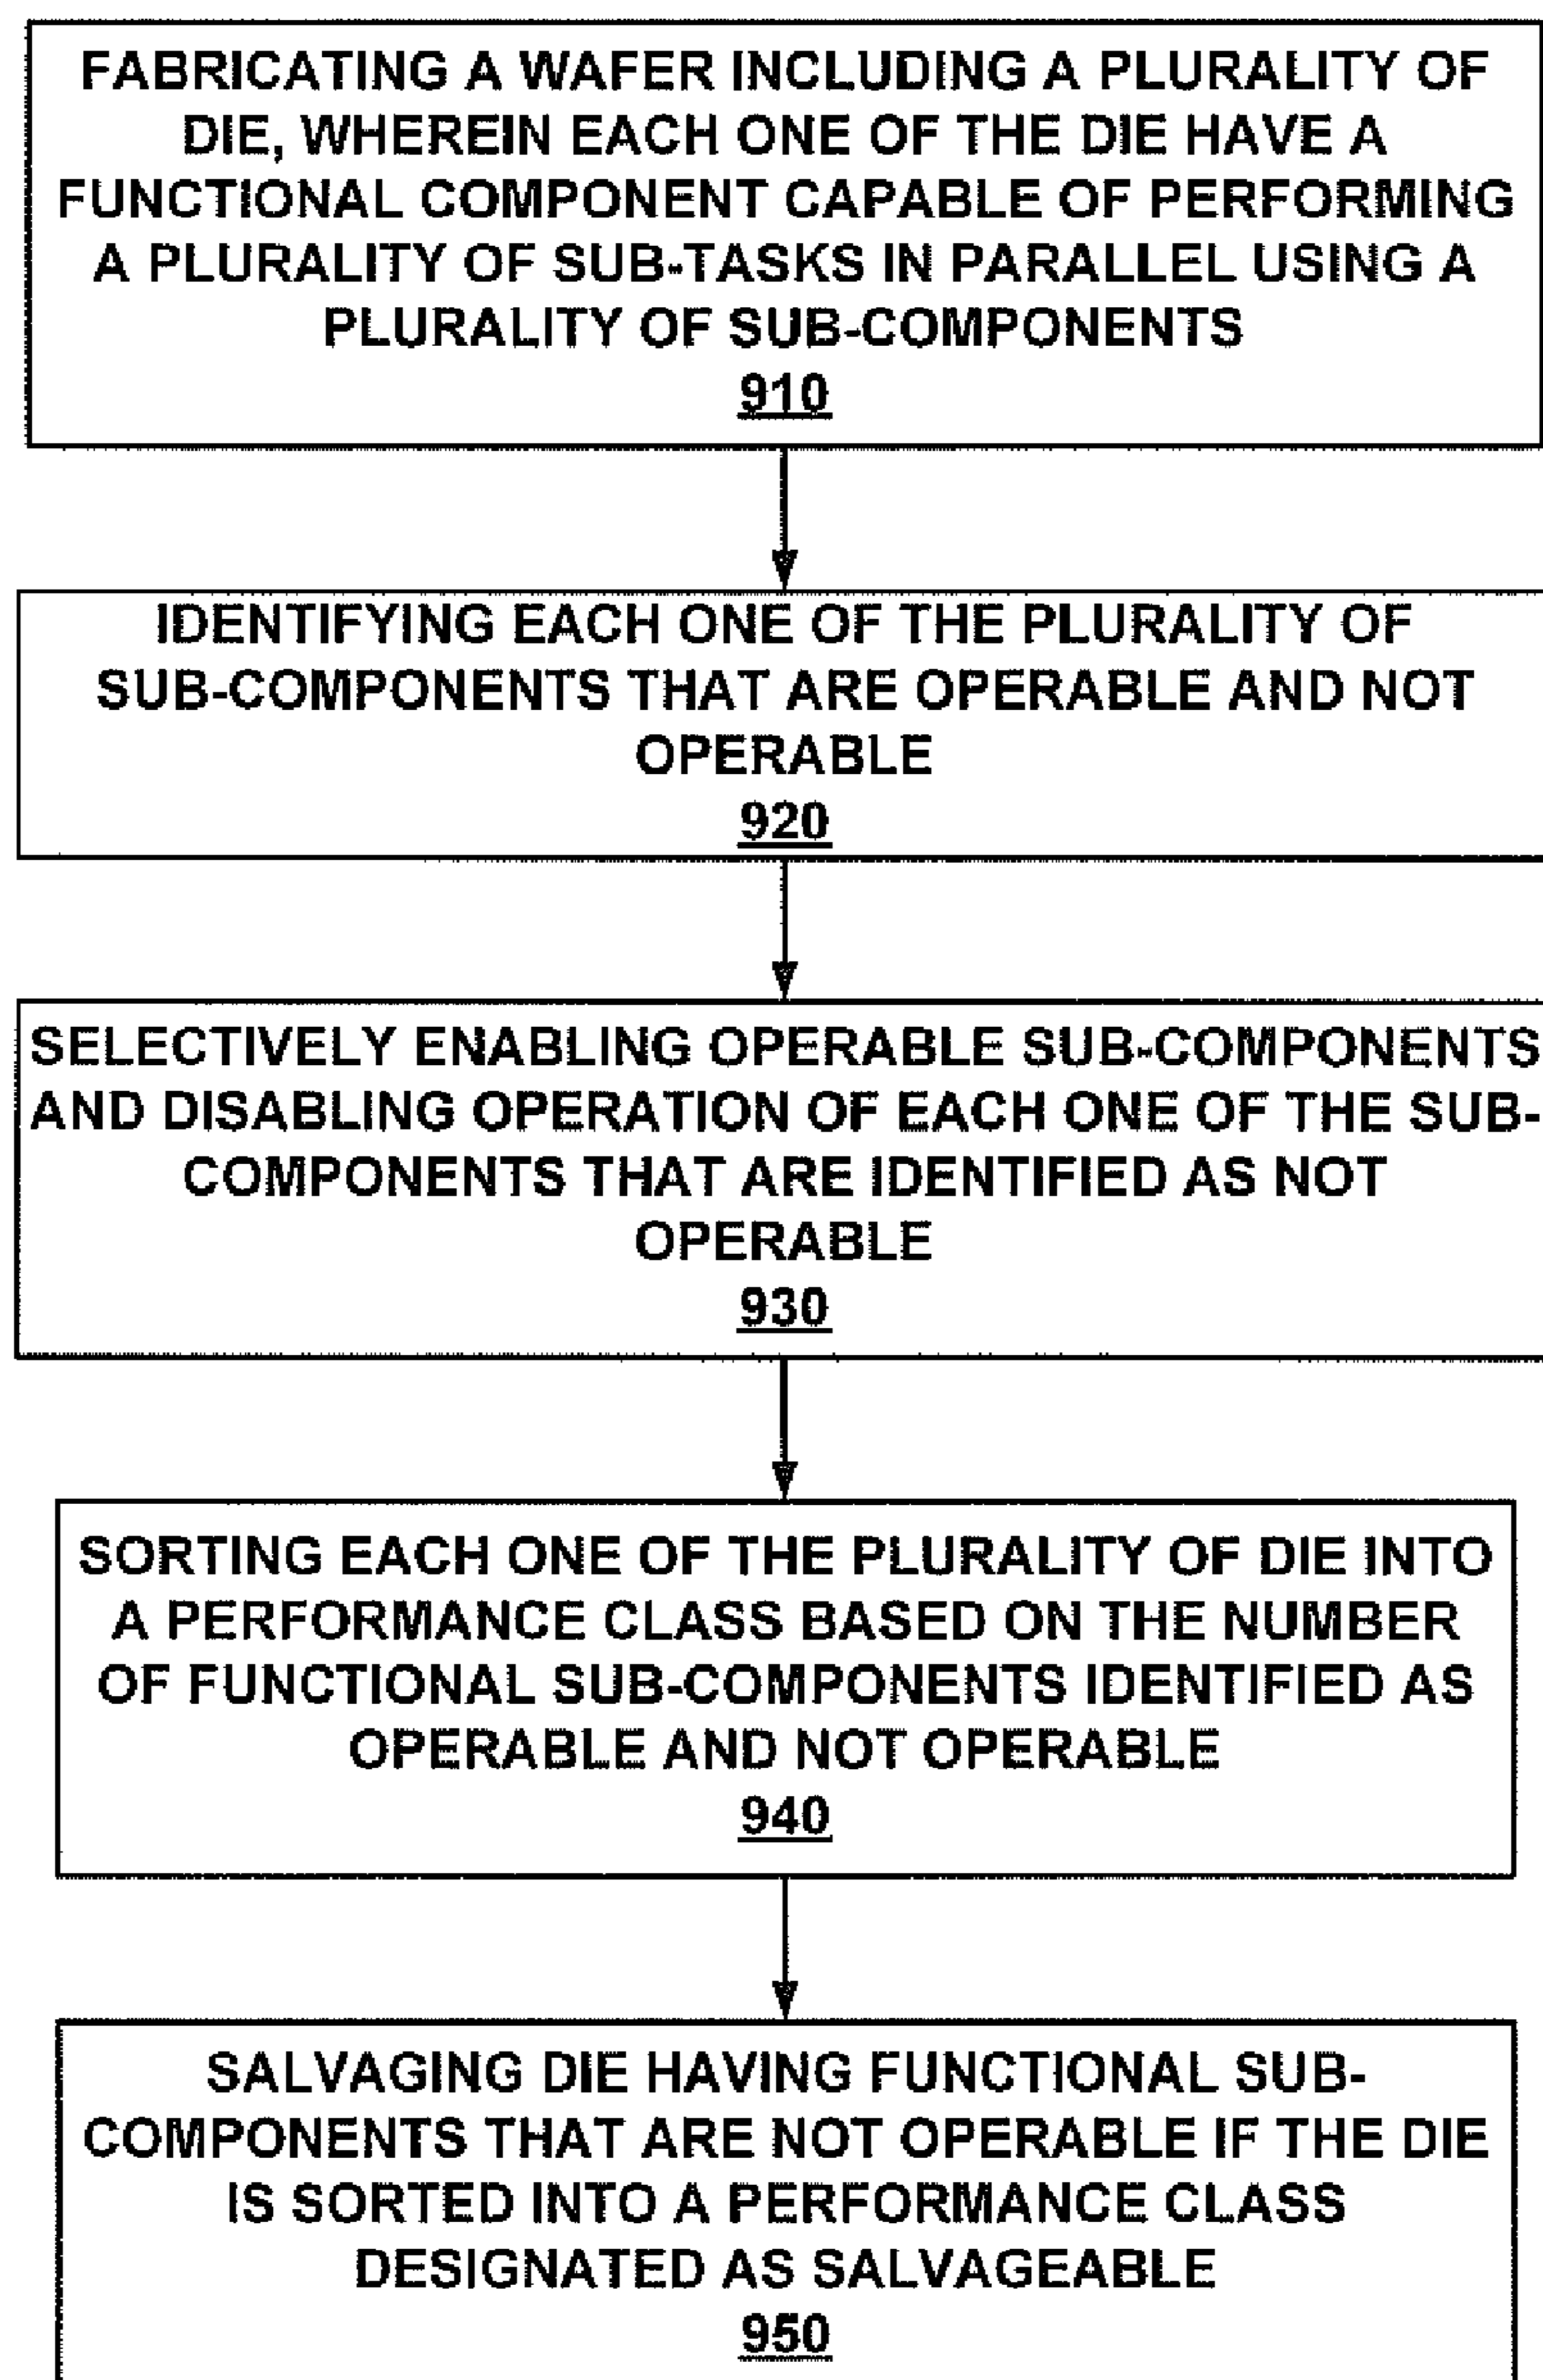 FABRICATING A WAFER INCLUDING A PLURALITY OF
DIE, WHEREIN EACH ONE OF THE DIE HAVE A
FUNCTIONAL COMPONENT CAPABLE OF PERFORMING
A PLURALITY OF SUB-TASKS IN PARALLEL USING A
PLURALITY OF SUB-COMPONENTS
910
IDENTIFYING EACH ONE OF THE PLURALITY OF
SUB-COMPONENTS THAT ARE OPERABLE AND NOT
OPERABLE
920
SELECTIVELY ENABLING OPERABLE SUB-COMPONENTS
AND DISABLING OPERATION OF EACH ONE OF THE SUB-
COMPONENTS THAT ARE IDENTIFIED AS NOT
OPERABLE
930
SORTING EACH ONE OF THE PLURALITY OF DIE INTO
A PERFORMANCE CLASS BASED ON THE NUMBER
OF FUNCTIONAL SUB-COMPONENTS IDENTIFIED AS
OPERABLE AND NOT OPERABLE
940
SALVAGING DIE HAVING FUNCTIONAL SUB-
COMPONENTS THAT ARE NOT OPERABLE IF THE DIE
IS SORTED INTO A PERFORMANCE CLASS
DESIGNATED AS SALVAGEABLE
950